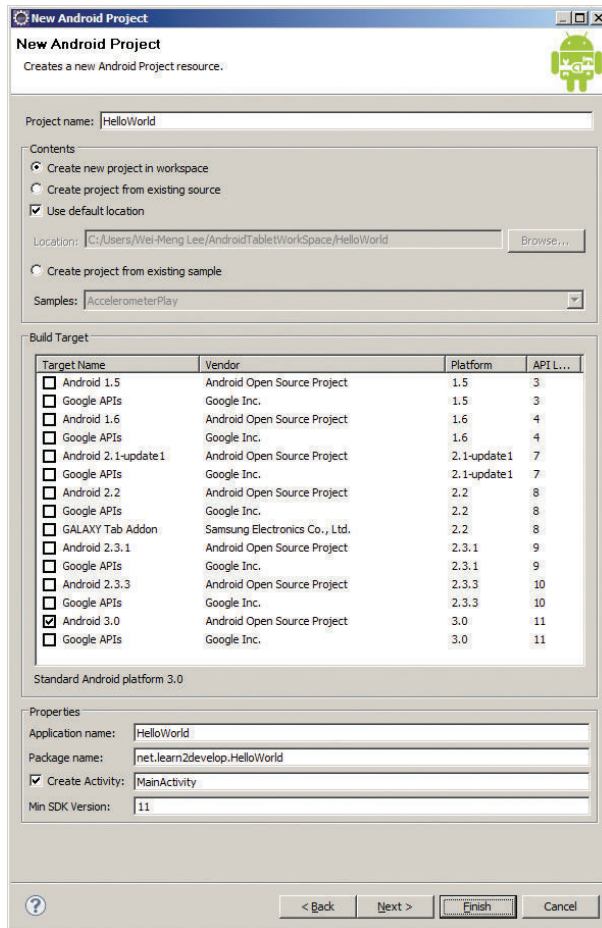 New Android Project
New Android Project
Creates a new Android Project resource.
Project name: HelloWorld
Contents
Create new project in workspace
Create project from existing source
Use default location
Location: C:/Users/Wei-Meng Lee/AndroidTabletWorkSpace/HelloWorld Browse...
Create project from existing sample
Samples: AccelerometerPlay
Build Target
Target Name Vendor Platform API L...
Android 1.5 Android Open Source Project 1.5 3
Google APIs Google Inc. 1.5 3
Android 1.6 Android Open Source Project 1.6 4
Google APIs Google Inc. 1.6 4
Android 2.1-update1 Android Open Source Project 2.1-update1 7
Google APIs Google Inc. 2.1-update1 7
Android 2.2 Android Open Source Project 2.2 8
Google APIs Google Inc. 2.2 8
GALAXY Tab Addon Samsung Electronics Co., Ltd. 2.2 8
Android 2.3.1 Android Open Source Project 2.3.1 9
Google APIs Google Inc. 2.3.1 9
Android 2.3.3 Android Open Source Project 2.3.3 10
Google APIs Google Inc. 2.3.3 10
Android 3.0 Android Open Source Project 3.0 11
Google APIs Google Inc. 3.0 11
Standard Android platform 3.0
Properties
Application name: HelloWorld
Package name: net.learn2develop.HelloWorld
Create Activity: MainActivity
Min SDK Version: 11
? < Back Next > Finish Cancel